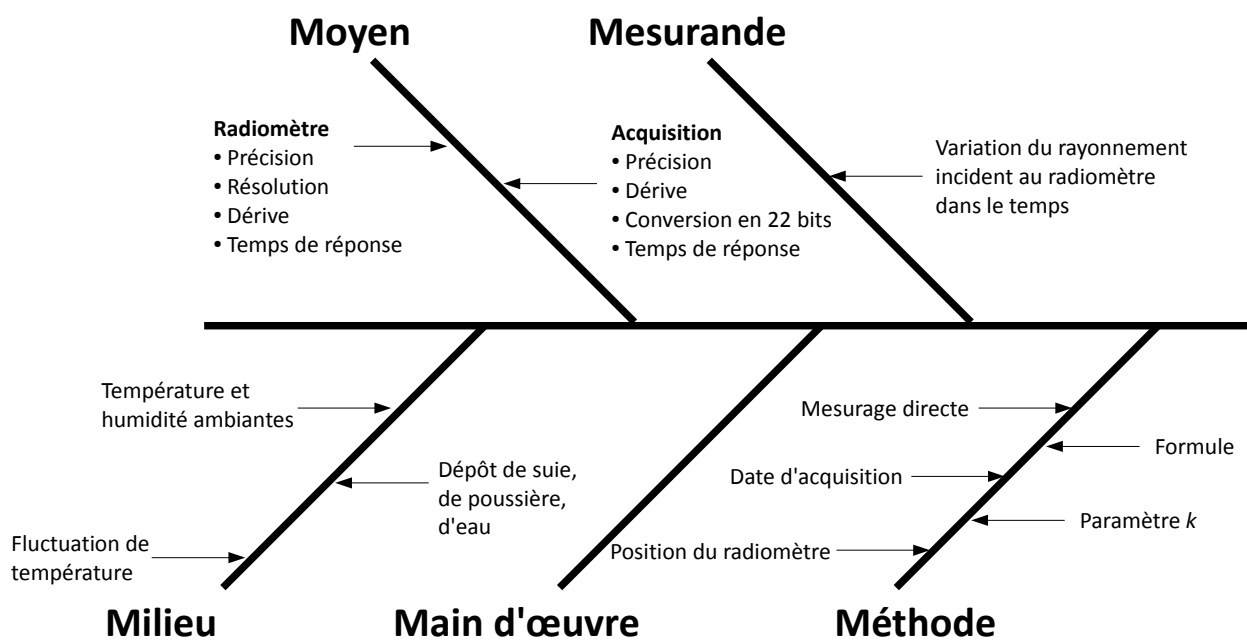 Moyen
Mesurande
Radiomètre
• Précision
• Résolution
• Dérive
• Temps de réponse
Acquisition
• Précision
• Dérive
• Conversion en 22 bits
• Temps de réponse
Variation du rayonnement
incident au radiomètre
dans le temps
Température et
humidité ambiantes
Dépôt de suie,
de poussière,
d'eau
Fluctuation de
température
Mesurage directe
Formule
Date d'acquisition
Paramètre k
Position du radiomètre
Milieu
Main d'œuvre
Méthode